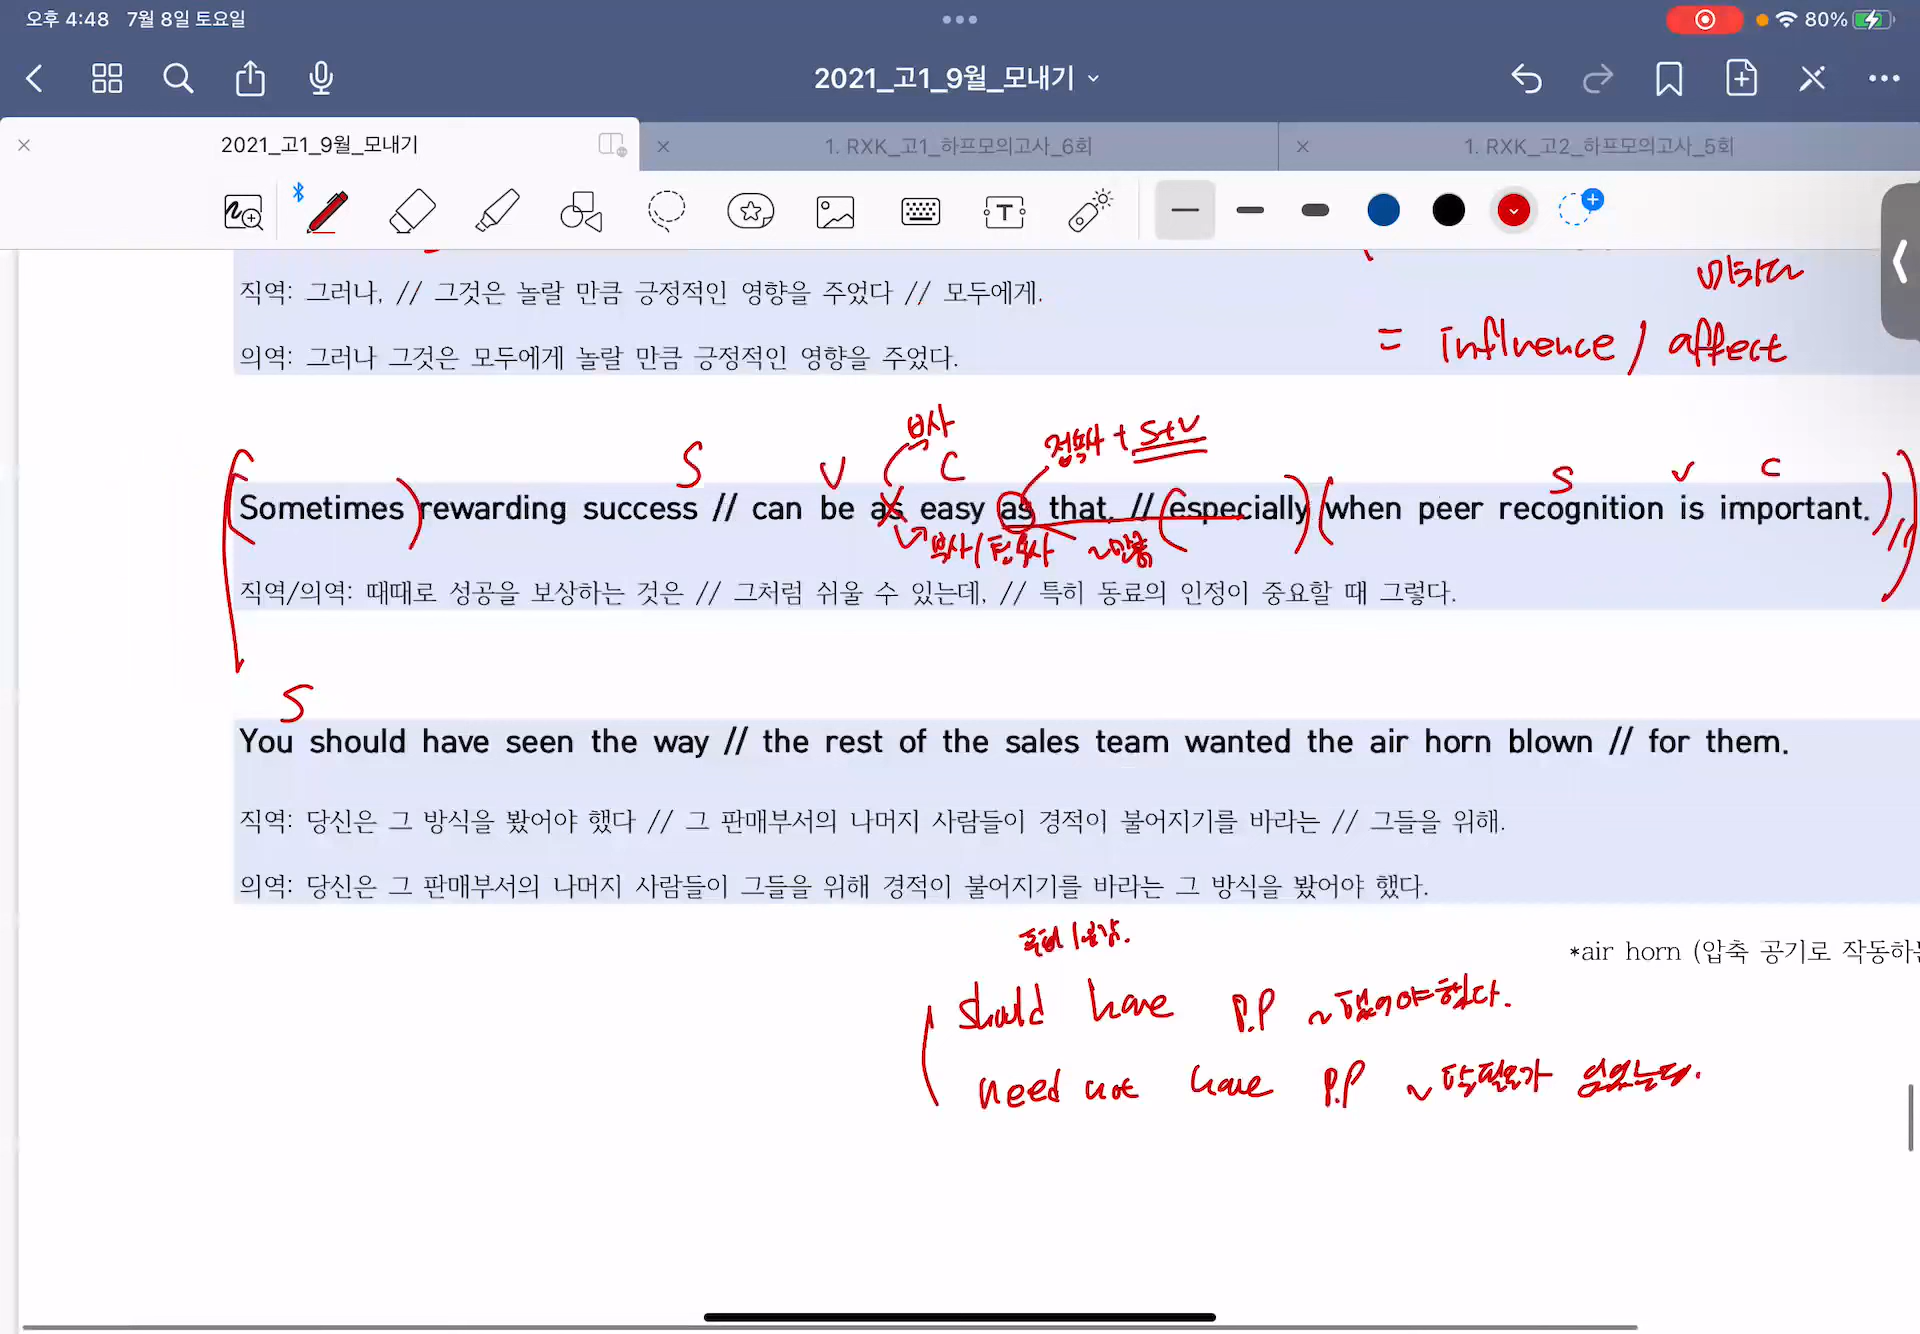 오후 4:48 7월 8일 토요일
80%
2021_고1_9월_모내기
2021_고1_9월_모내기
1. RXK_고1_하프모의고사_6회
1. RXK_고2_하프모의고사_5회
직역: 그러나, // 그것은 놀랄 만큼 긍정적인 영향을 주었다 // 모두에게.
= influence / affect
의역: 그러나 그것은 모두에게 놀랄 만큼 긍정적인 영향을 주었다.
부사 접속사 + S+V
S V C S V C
Sometimes rewarding success // can be as easy as that, // especially when peer recognition is important.
부사 / ~만큼
직역/의역: 때때로 성공을 보상하는 것은 // 그처럼 쉬울 수 있는데, // 특히 동료의 인정이 중요할 때 그렇다.
S
You should have seen the way // the rest of the sales team wanted the air horn blown // for them.
직역: 당신은 그 방식을 봤어야 했다 // 그 판매부서의 나머지 사람들이 경적이 불어지기를 바라는 // 그들을 위해.
의역: 당신은 그 판매부서의 나머지 사람들이 그들을 위해 경적이 불어지기를 바라는 그 방식을 봤어야 했다.
*air horn (압축 공기로 작동하는
should have P.P ~했어야 했다.
need not have P.P ~할 필요가 없었는데.